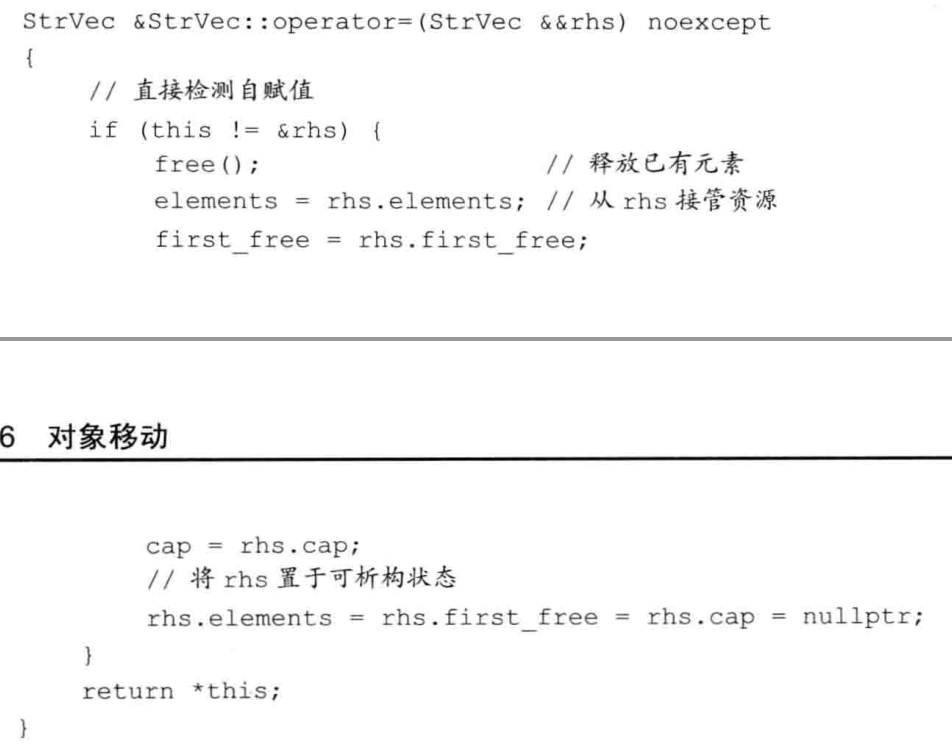 StrVec &StrVec::operator=(StrVec &&rhs) noexcept
{
// 直接检测自赋值
if (this != &rhs) {
free(); // 释放已有元素
elements = rhs.elements; // 从 rhs 接管资源
first_free = rhs.first_free;
6 对象移动
cap = rhs.cap;
// 将 rhs 置于可析构状态
rhs.elements = rhs.first_free = rhs.cap = nullptr;
}
return *this;
}